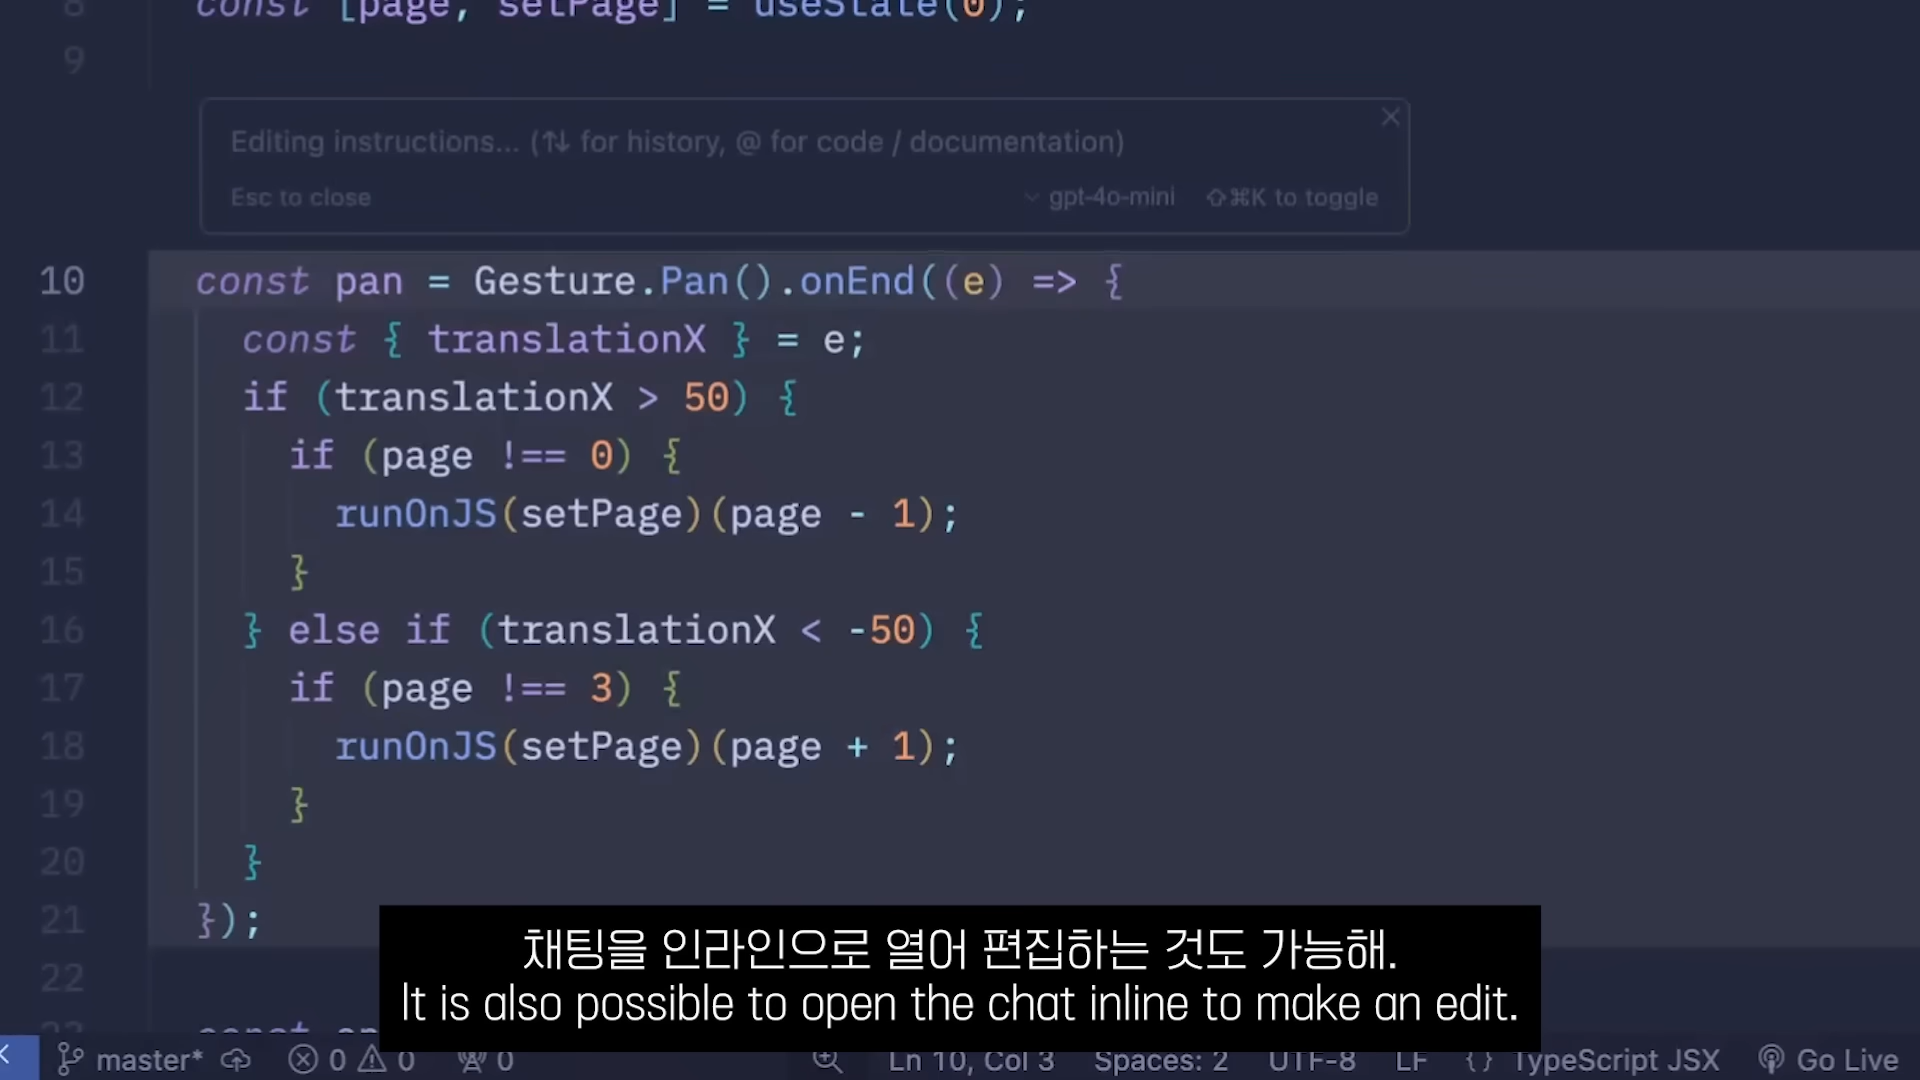 8 const [page, setPage] = useState(0);
9
Editing instructions... (⇅ for history, @ for code / documentation)
Esc to close gpt-4o-mini ⇧⌘K to toggle
10 const pan = Gesture.Pan().onEnd((e) => {
11 const { translationX } = e;
12 if (translationX > 50) {
13 if (page !== 0) {
14 runOnJS(setPage)(page - 1);
15 }
16 } else if (translationX < -50) {
17 if (page !== 3) {
18 runOnJS(setPage)(page + 1);
19 }
20 }
21 });
22
23 const
채팅을 인라인으로 열어 편집하는 것도 가능해.
It is also possible to open the chat inline to make an edit.
master* 0 0 0 Ln 10, Col 3 Spaces: 2 UTF-8 LF {} TypeScript JSX Go Live